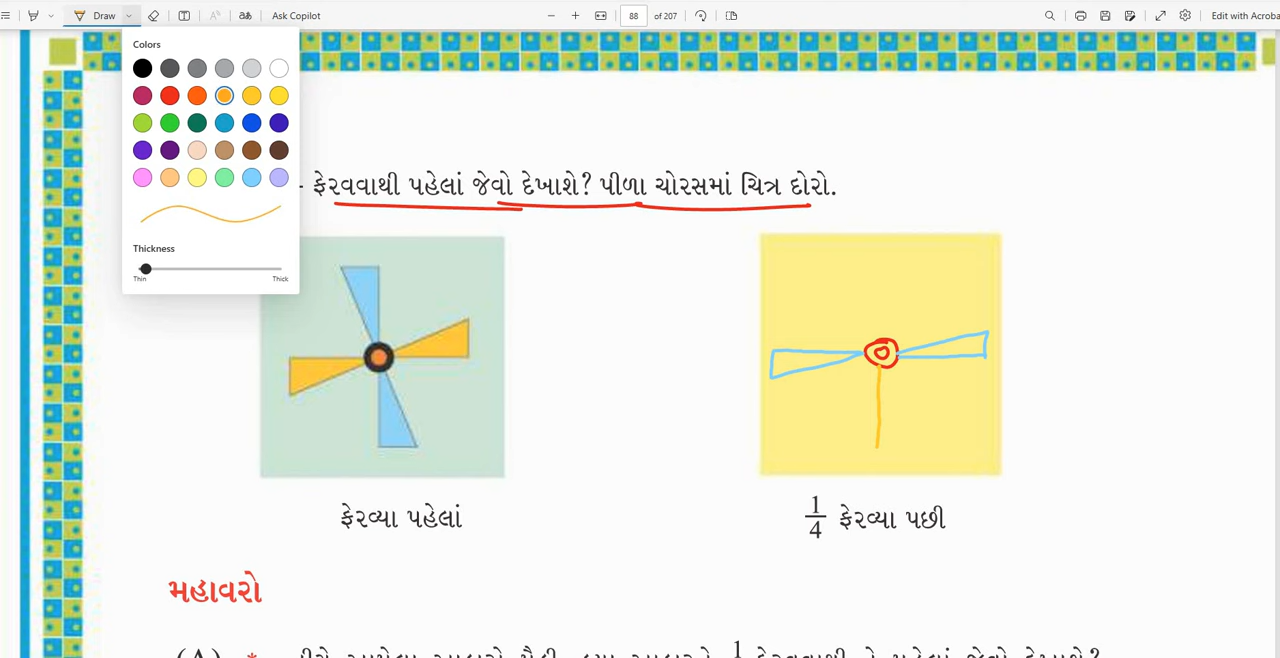 Draw
Ask Copilot
88 of 207
Edit with Acroba
Colors
Thickness
Thin Thick
- ફેરવવાથી પહેલાં જેવો દેખાશે? પીળા ચોરસમાં ચિત્ર દોરો.
ફેરવ્યા પહેલાં
1/4 ફેરવ્યા પછી
મહાવરો